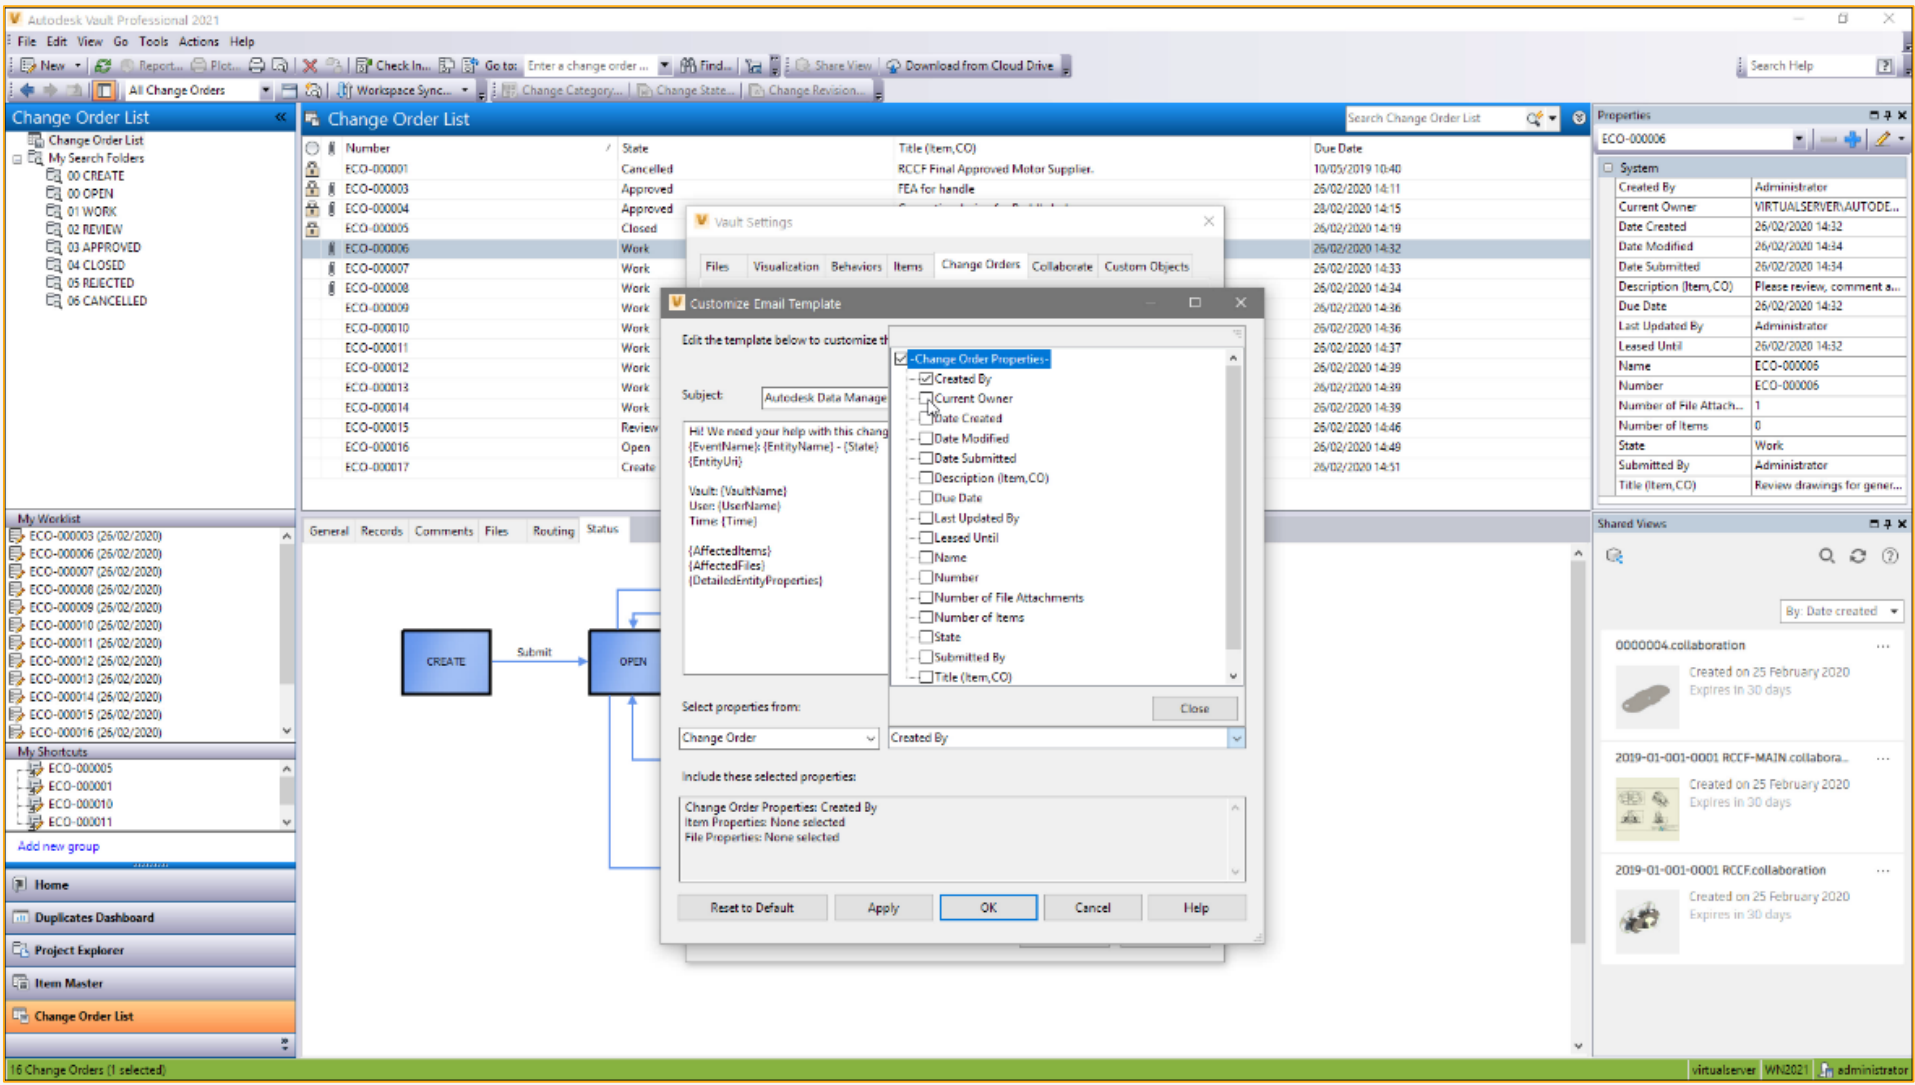 Autodesk Vault Professional 2021
File Edit View Go Tools Actions Help
New Report... Plot... Check In... Go to: Enter a change order ... Find... Share View Download from Cloud Drive Search Help
All Change Orders Workspace Sync... Change Category... Change State... Change Revision...
Change Order List
Change Order List
My Search Folders
00 CREATE
00 OPEN
01 WORK
02 REVIEW
03 APPROVED
04 CLOSED
05 REJECTED
06 CANCELLED
My Worklist
ECO-000003 (26/02/2020)
ECO-000006 (26/02/2020)
ECO-000007 (26/02/2020)
ECO-000008 (26/02/2020)
ECO-000009 (26/02/2020)
ECO-000010 (26/02/2020)
ECO-000011 (26/02/2020)
ECO-000012 (26/02/2020)
ECO-000013 (26/02/2020)
ECO-000014 (26/02/2020)
ECO-000015 (26/02/2020)
ECO-000016 (26/02/2020)
My Shortcuts
ECO-000005
ECO-000001
ECO-000010
ECO-000011
Add new group
Home
Duplicates Dashboard
Project Explorer
Item Master
Change Order List
Change Order List Search Change Order List
Number State Title (Item,CO) Due Date
ECO-000001 Cancelled RCCF Final Approved Motor Supplier. 10/05/2019 10:40
ECO-000003 Approved FEA for handle 26/02/2020 14:11
ECO-000004 Approved 28/02/2020 14:15
ECO-000005 Closed 26/02/2020 14:19
ECO-000006 Work 26/02/2020 14:32
ECO-000007 Work 26/02/2020 14:33
ECO-000008 Work 26/02/2020 14:34
ECO-000009 Work 26/02/2020 14:36
ECO-000010 Work 26/02/2020 14:36
ECO-000011 Work 26/02/2020 14:37
ECO-000012 Work 26/02/2020 14:39
ECO-000013 Work 26/02/2020 14:39
ECO-000014 Work 26/02/2020 14:39
ECO-000015 Review 26/02/2020 14:46
ECO-000016 Open 26/02/2020 14:49
ECO-000017 Create 26/02/2020 14:51
General Records Comments Files Routing Status
CREATE Submit OPEN
Vault Settings
Files Visualization Behaviors Items Change Orders Collaborate Custom Objects
Customize Email Template
Edit the template below to customize th
Subject: Autodesk Data Manage
Hi! We need your help with this chang
{EventName}: {EntityName} - {State}
{EntityUri}
Vault: {VaultName}
User: {UserName}
Time: {Time}
{AffectedItems}
{AffectedFiles}
{DetailedEntityProperties}
-Change Order Properties-
Created By
Current Owner
Date Created
Date Modified
Date Submitted
Description (Item,CO)
Due Date
Last Updated By
Leased Until
Name
Number
Number of File Attachments
Number of Items
State
Submitted By
Title (Item,CO)
Close
Select properties from:
Change Order Created By
Include these selected properties:
Change Order Properties: Created By
Item Properties: None selected
File Properties: None selected
Reset to Default Apply OK Cancel Help
Properties
ECO-000006
System
Created By Administrator
Current Owner VIRTUALSERVER\AUTODE...
Date Created 26/02/2020 14:32
Date Modified 26/02/2020 14:34
Date Submitted 26/02/2020 14:34
Description (Item,CO) Please review, comment a...
Due Date 26/02/2020 14:32
Last Updated By Administrator
Leased Until 26/02/2020 14:32
Name ECO-000006
Number ECO-000006
Number of File Attach... 1
Number of Items 0
State Work
Submitted By Administrator
Title (Item,CO) Review drawings for gener...
Shared Views
By: Date created
0000004.collaboration ...
Created on 25 February 2020
Expires in 30 days
2019-01-001-0001 RCCF-MAIN.collabora... ...
Created on 25 February 2020
Expires in 30 days
2019-01-001-0001 RCCF.collaboration ...
Created on 25 February 2020
Expires in 30 days
16 Change Orders (1 selected) virtualserver WN2021 administrator